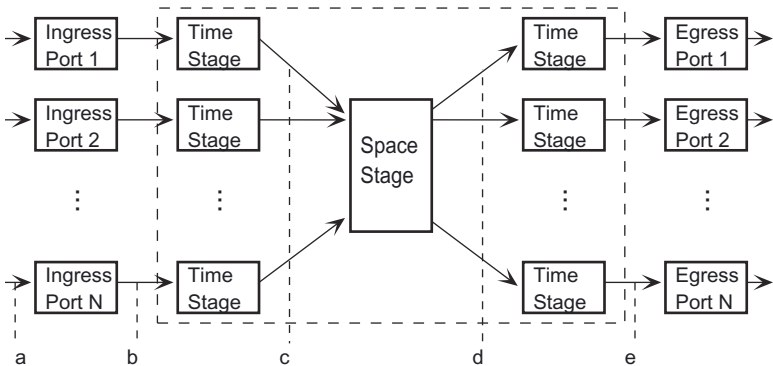 Ingress
Port 1
Time
Stage
Time
Stage
Egress
Port 1
Ingress
Port 2
Time
Stage
Space
Stage
Time
Stage
Egress
Port 2
Ingress
Port N
Time
Stage
Time
Stage
Egress
Port N
a
b
c
d
e